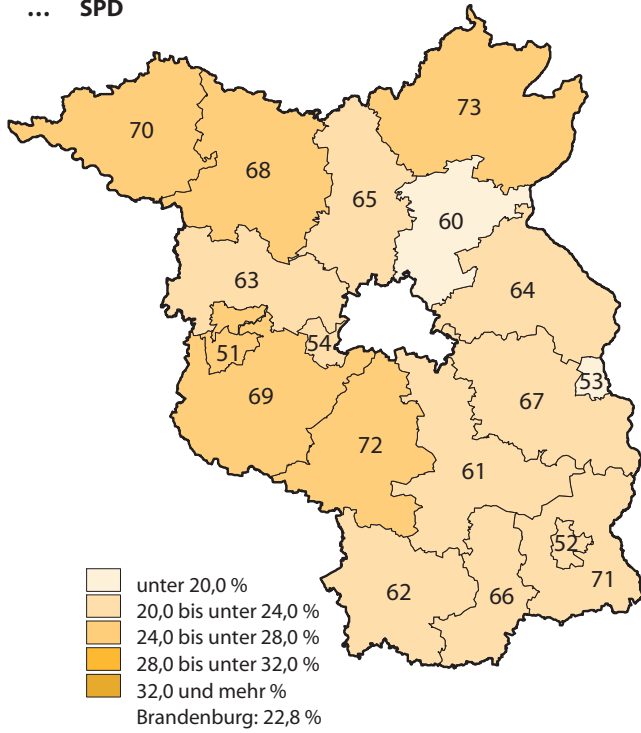 ... SPD
73
70
68
65
60
63
64
54
51
53
69
67
72
61
52
71
62
66
unter 20,0 %
20,0 bis unter 24,0 %
24,0 bis unter 28,0 %
28,0 bis unter 32,0 %
32,0 und mehr %
Brandenburg: 22,8 %